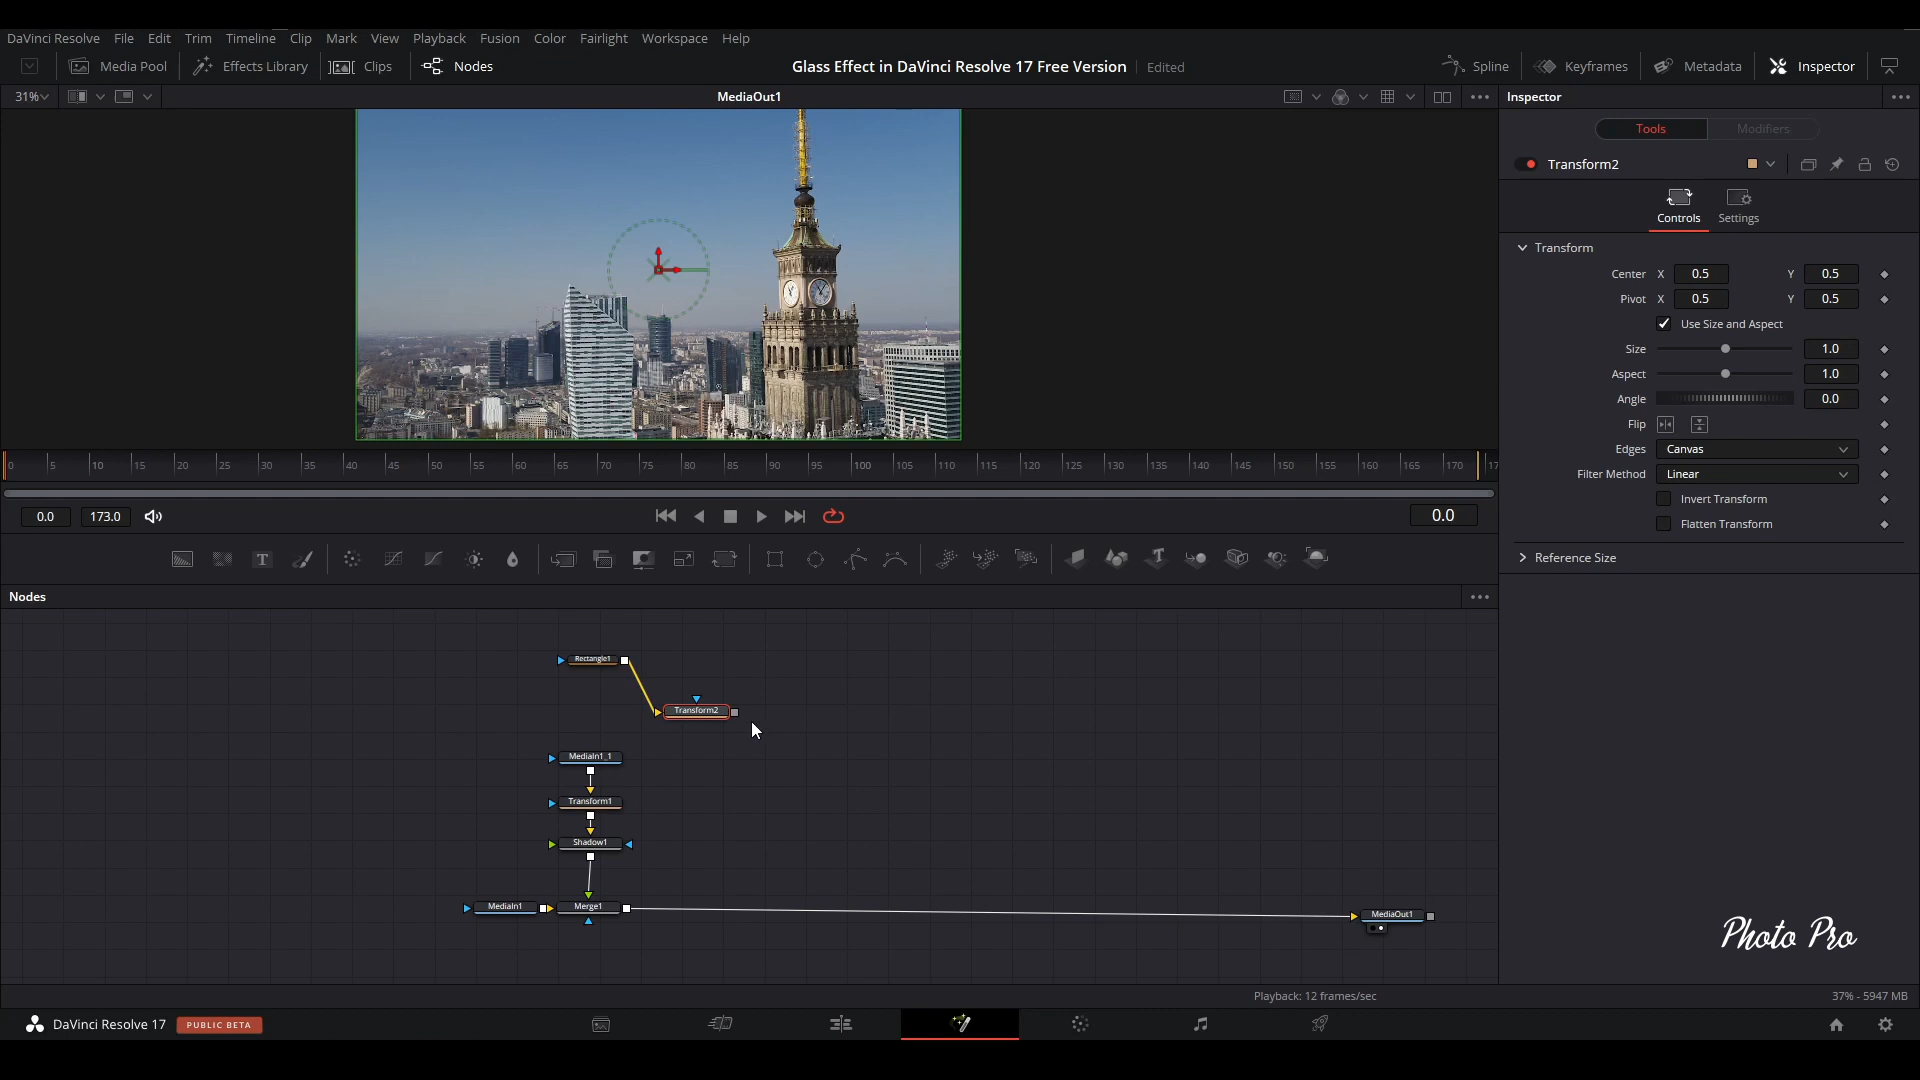 DaVinci Resolve File Edit Trim Timeline Clip Mark View Playback Fusion Color Fairlight Workspace Help
Media Pool Effects Library Clips Nodes Glass Effect in DaVinci Resolve 17 Free Version Edited Spline Keyframes Metadata Inspector
31% MediaOut1 Inspector
Tools Modifiers
Transform2
Controls Settings
Transform
Center X 0.5 Y 0.5
Pivot X 0.5 Y 0.5
Use Size and Aspect
Size 1.0
Aspect 1.0
Angle 0.0
Flip
Edges Canvas
Filter Method Linear
Invert Transform
Flatten Transform
Reference Size
0 5 10 15 20 25 30 35 40 45 50 55 60 65 70 75 80 85 90 95 100 105 110 115 120 125 130 135 140 145 150 155 160 165 170 17
0.0 173.0 0.0
T T
Nodes
Rectangle1
Transform2
MediaIn1_1
Transform1
Shadow1
MediaIn1 Merge1 MediaOut1
Photo Pro
Playback: 12 frames/sec 37% - 5947 MB
DaVinci Resolve 17 PUBLIC BETA